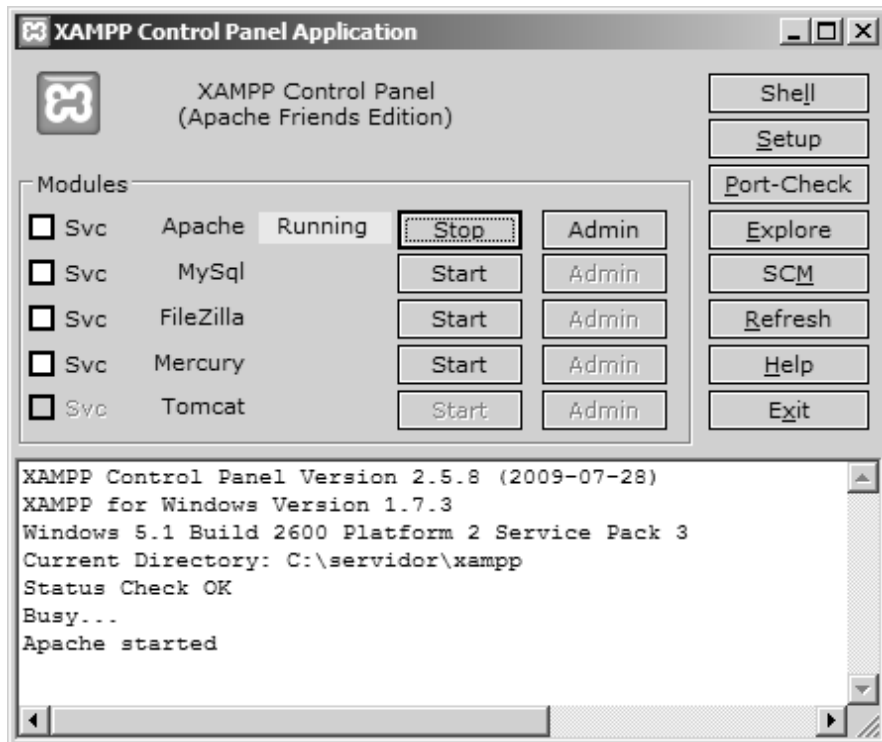 XAMPP Control Panel Application
XAMPP Control Panel
(Apache Friends Edition)
Shell
Setup
Port-Check
Modules
Svc Apache Running Stop Admin Explore
Svc MySql Start Admin SCM
Svc FileZilla Start Admin Refresh
Svc Mercury Start Admin Help
Svc Tomcat Start Admin Exit
XAMPP Control Panel Version 2.5.8 (2009-07-28)
XAMPP for Windows Version 1.7.3
Windows 5.1 Build 2600 Platform 2 Service Pack 3
Current Directory: C:\servidor\xampp
Status Check OK
Busy...
Apache started